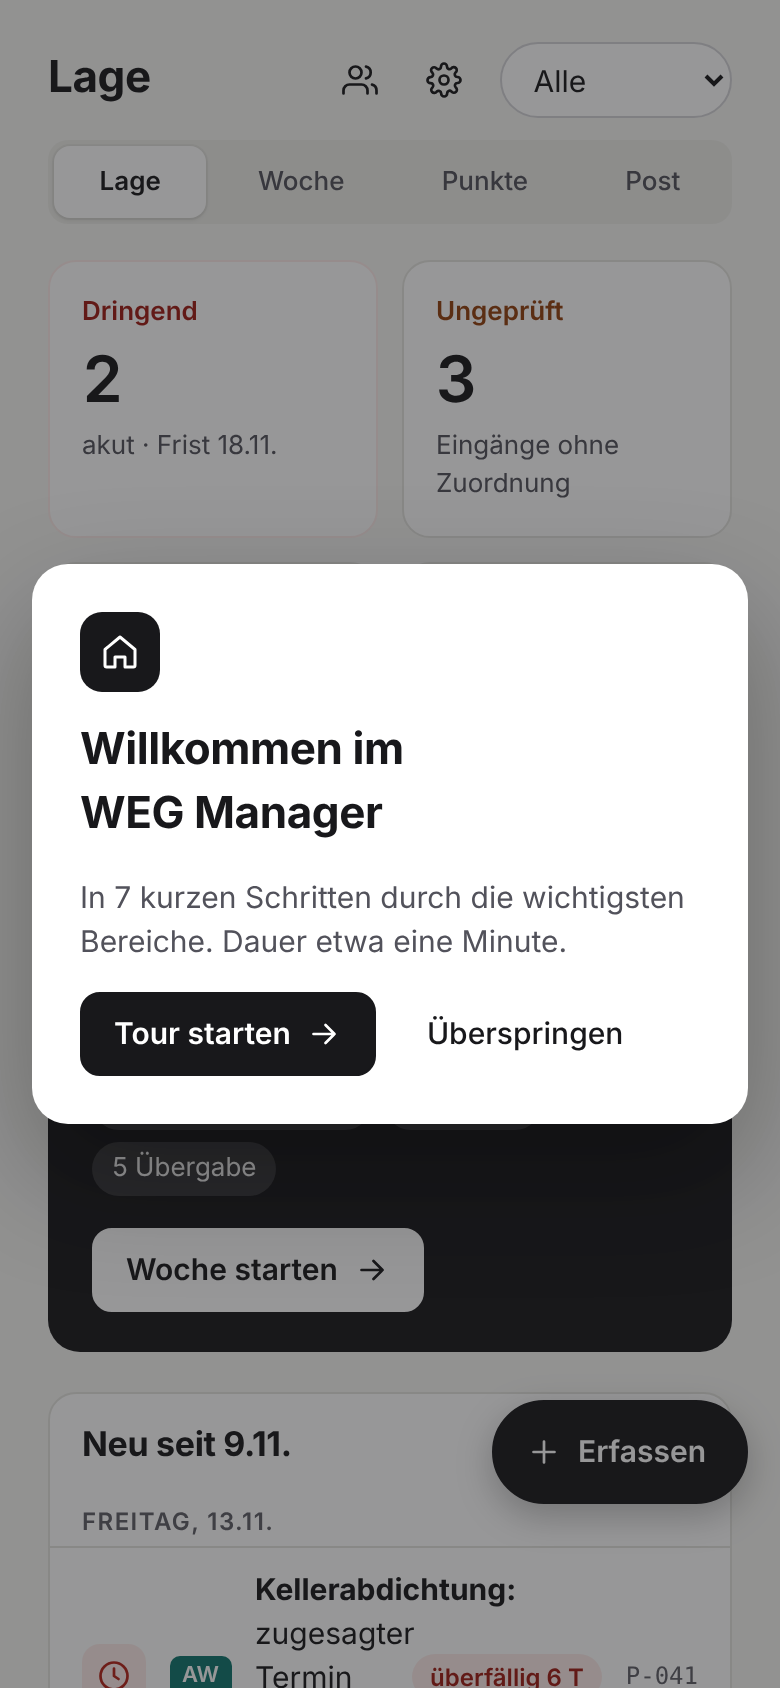 Lage
Alle
Lage
Woche
Punkte
Post
Dringend
2
akut · Frist 18.11.
Ungeprüft
3
Eingänge ohne
Zuordnung
Willkommen im
WEG Manager
In 7 kurzen Schritten durch die wichtigsten
Bereiche. Dauer etwa eine Minute.
Tour starten →
Überspringen
5 Übergabe
Woche starten →
Neu seit 9.11.
+ Erfassen
FREITAG, 13.11.
Kellerabdichtung:
zugesagter
AW
Termin
überfällig 6 T
P-041